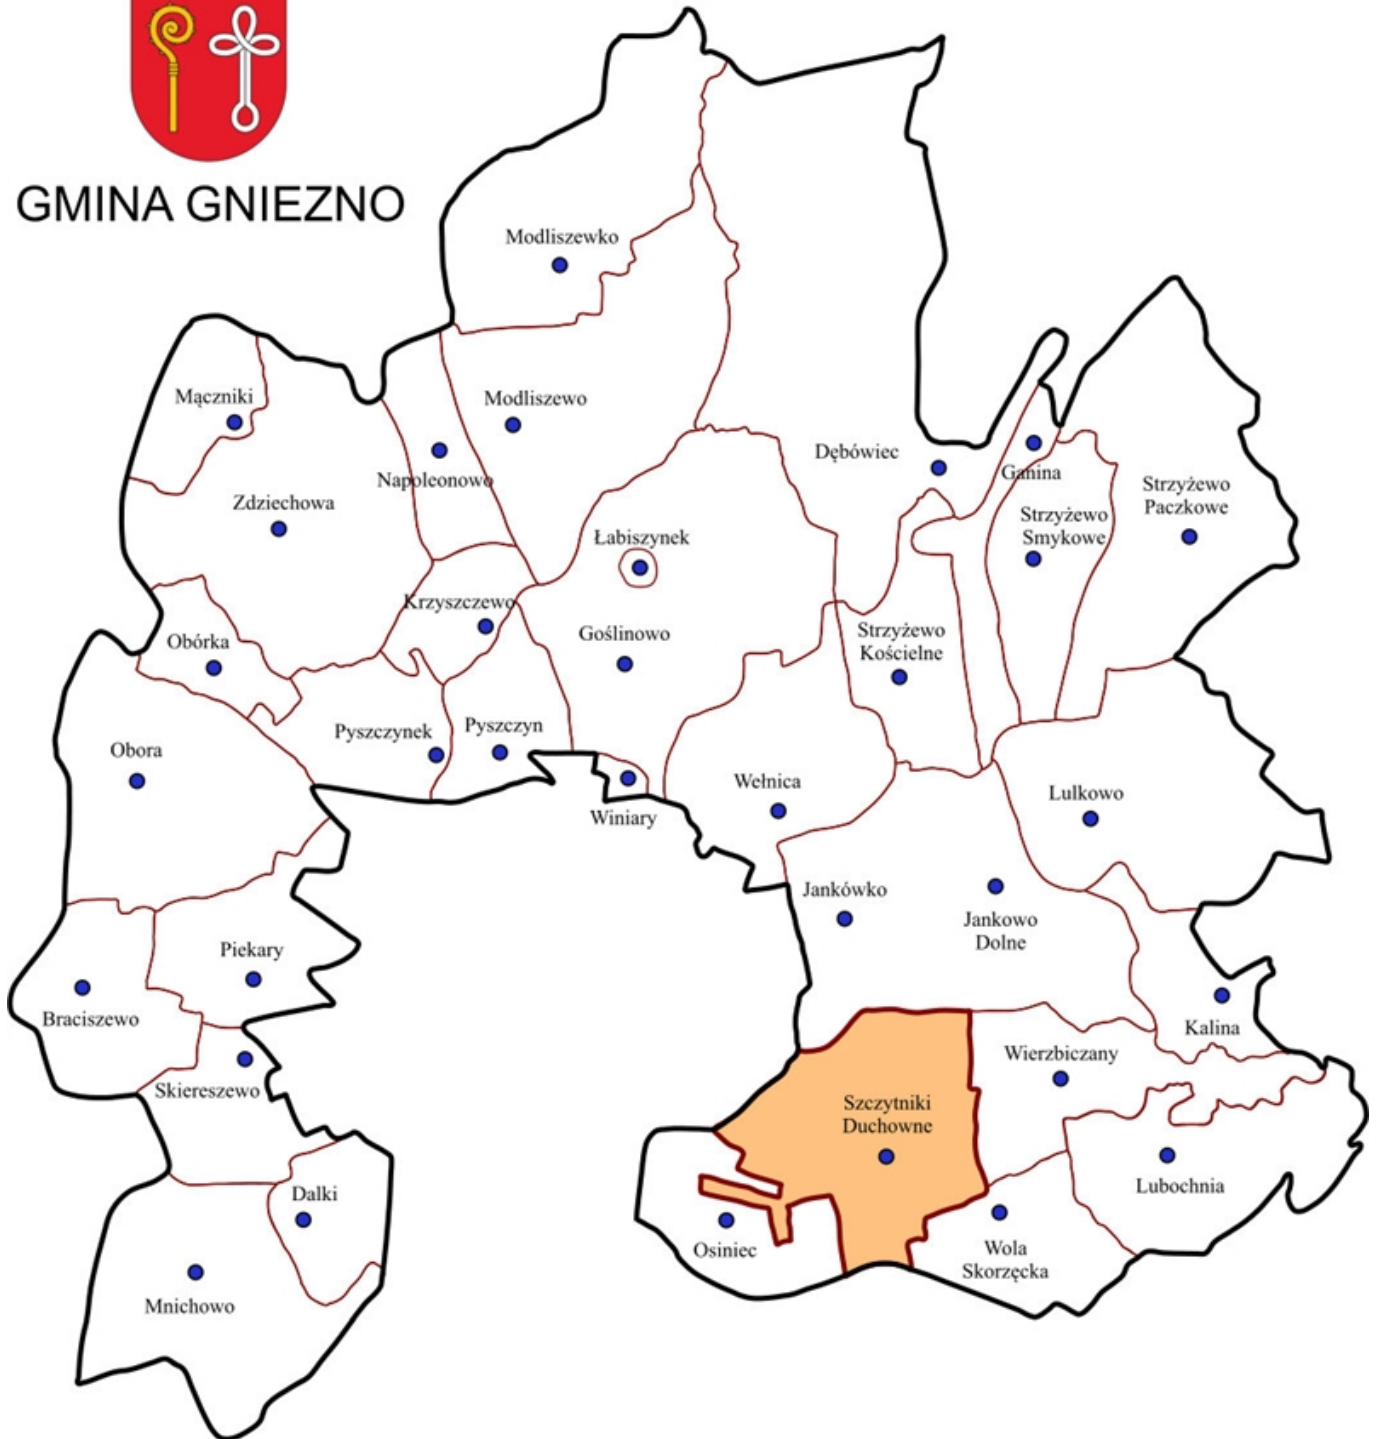 GMINA GNIEZNO
Modliszewko
Mączniki
Modliszewo
Napoleonowo
Zdziechowa
Dębówiec
Ganina
Strzyżewo
Paczkowe
Strzyżewo
Smykowe
Łabiszynek
Krzyszczewo
Goślinowo
Strzyżewo
Kościelne
Obórka
Pyszczynek
Pyszczyn
Obora
Wełnica
Winiary
Lulkowo
Jankówko
Jankowo
Dolne
Piekary
Braciszewo
Kalina
Skiereszewo
Wierzbiczany
Szczytniki
Duchowne
Dalki
Lubochnia
Osiniec
Wola
Skorzęcka
Mnichowo